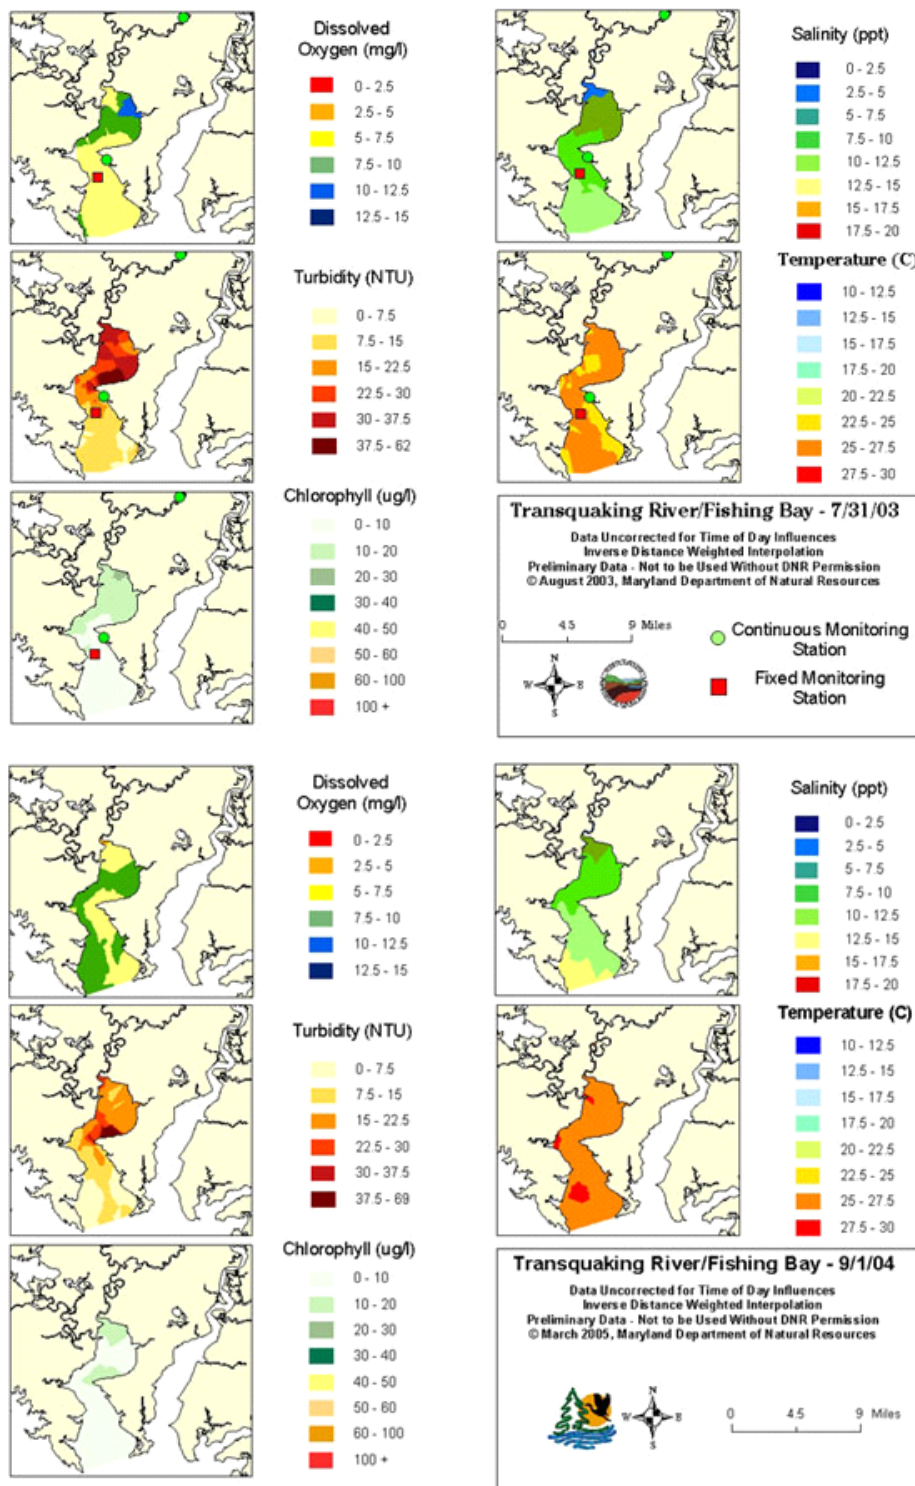 Dissolved
Oxygen (mg/l)
0 - 2.5
2.5 - 5
5 - 7.5
7.5 - 10
10 - 12.5
12.5 - 15
Salinity (ppt)
0 - 2.5
2.5 - 5
5 - 7.5
7.5 - 10
10 - 12.5
12.5 - 15
15 - 17.5
17.5 - 20
Turbidity (NTU)
0 - 7.5
7.5 - 15
15 - 22.5
22.5 - 30
30 - 37.5
37.5 - 62
Temperature (C)
10 - 12.5
12.5 - 15
15 - 17.5
17.5 - 20
20 - 22.5
22.5 - 25
25 - 27.5
27.5 - 30
Chlorophyll (ug/l)
0 - 10
10 - 20
20 - 30
30 - 40
40 - 50
50 - 60
60 - 100
100 +
Transquaking River/Fishing Bay - 7/31/03
Data Uncorrected for Time of Day Influences
Inverse Distance Weighted Interpolation
Preliminary Data - Not to be Used Without DNR Permission
© August 2003, Maryland Department of Natural Resources
0 4.5 9 Miles
N
W E
S
Continuous Monitoring
Station
Fixed Monitoring
Station
Dissolved
Oxygen (mg/l)
0 - 2.5
2.5 - 5
5 - 7.5
7.5 - 10
10 - 12.5
12.5 - 15
Salinity (ppt)
0 - 2.5
2.5 - 5
5 - 7.5
7.5 - 10
10 - 12.5
12.5 - 15
15 - 17.5
17.5 - 20
Turbidity (NTU)
0 - 7.5
7.5 - 15
15 - 22.5
22.5 - 30
30 - 37.5
37.5 - 69
Temperature (C)
10 - 12.5
12.5 - 15
15 - 17.5
17.5 - 20
20 - 22.5
22.5 - 25
25 - 27.5
27.5 - 30
Chlorophyll (ug/l)
0 - 10
10 - 20
20 - 30
30 - 40
40 - 50
50 - 60
60 - 100
100 +
Transquaking River/Fishing Bay - 9/1/04
Data Uncorrected for Time of Day Influences
Inverse Distance Weighted Interpolation
Preliminary Data - Not to be Used Without DNR Permission
© March 2005, Maryland Department of Natural Resources
N
W E
S
0 4.5 9 Miles